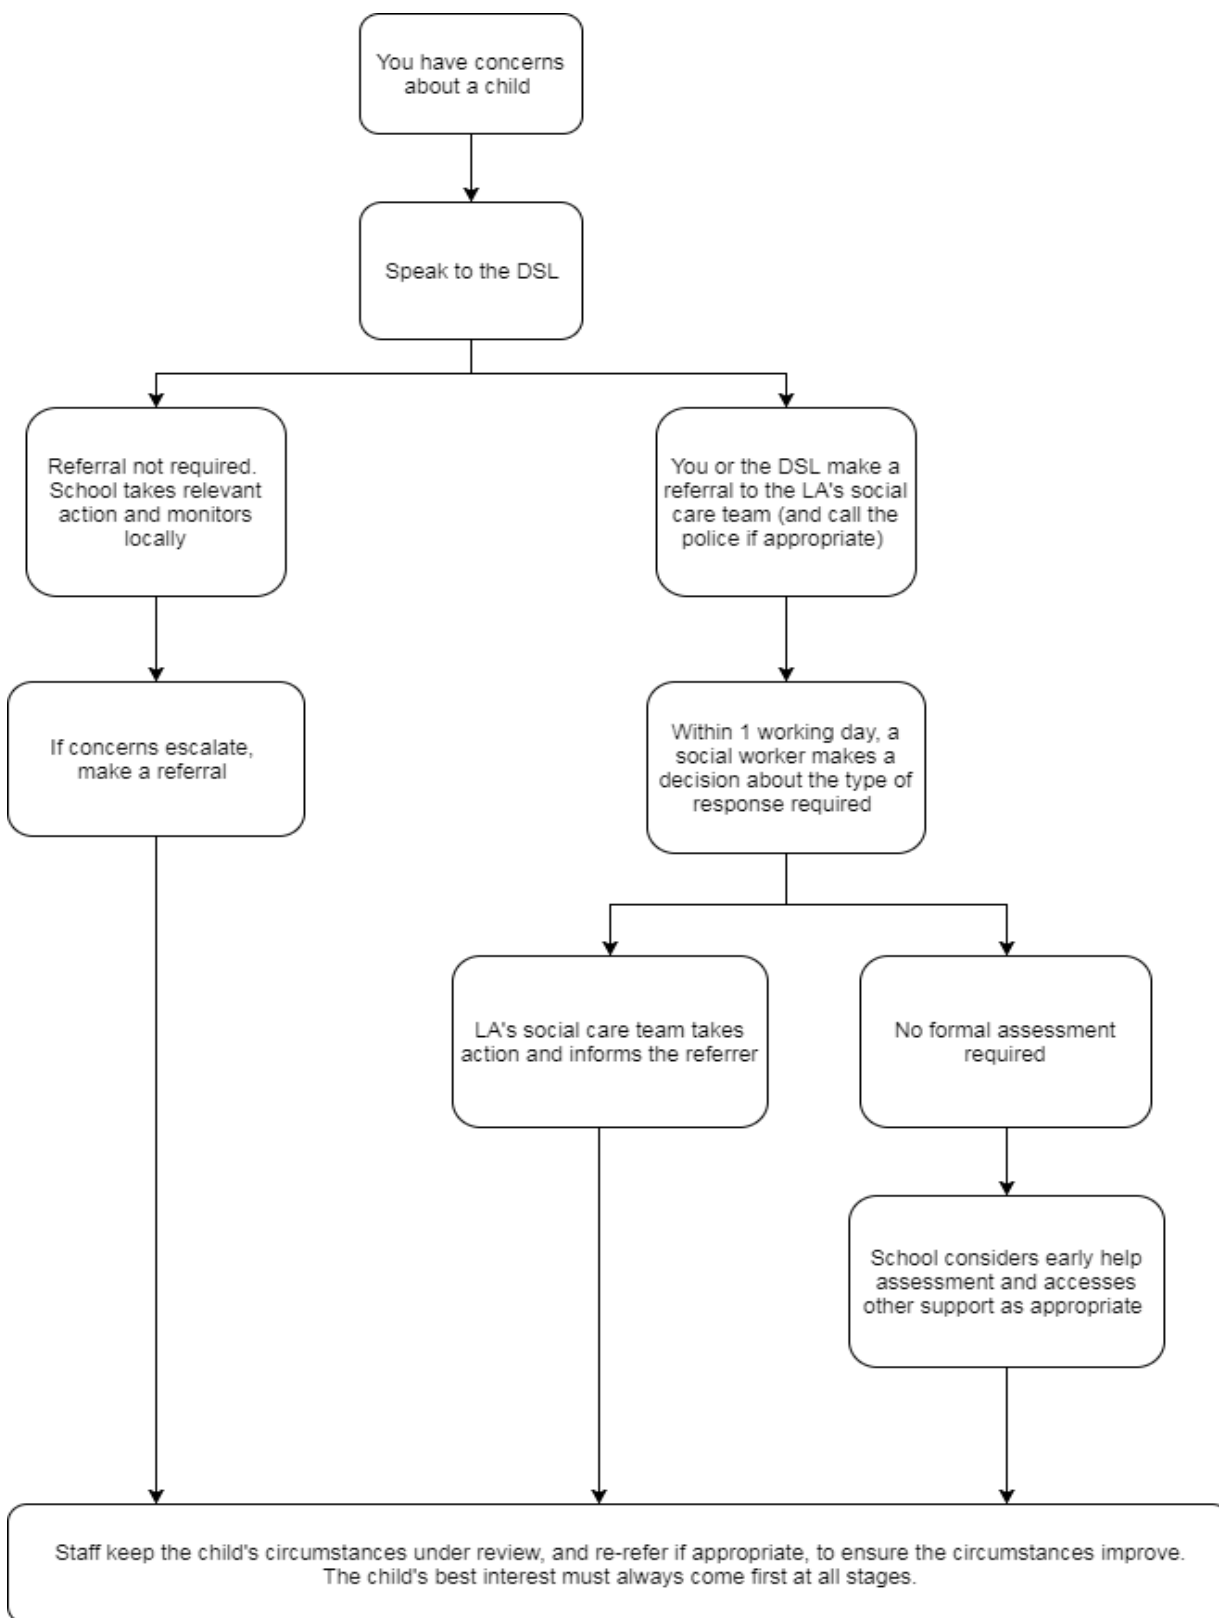 You have concerns
about a child
Speak to the DSL
Referral not required.
School takes relevant
action and monitors
locally
You or the DSL make a
referral to the LA's social
care team (and call the
police if appropriate)
If concerns escalate,
make a referral
Within 1 working day, a
social worker makes a
decision about the type of
response required
LA's social care team takes
action and informs the referrer
No formal assessment
required
School considers early help
assessment and accesses
other support as appropriate
Staff keep the child's circumstances under review, and re-refer if appropriate, to ensure the circumstances improve.
The child's best interest must always come first at all stages.